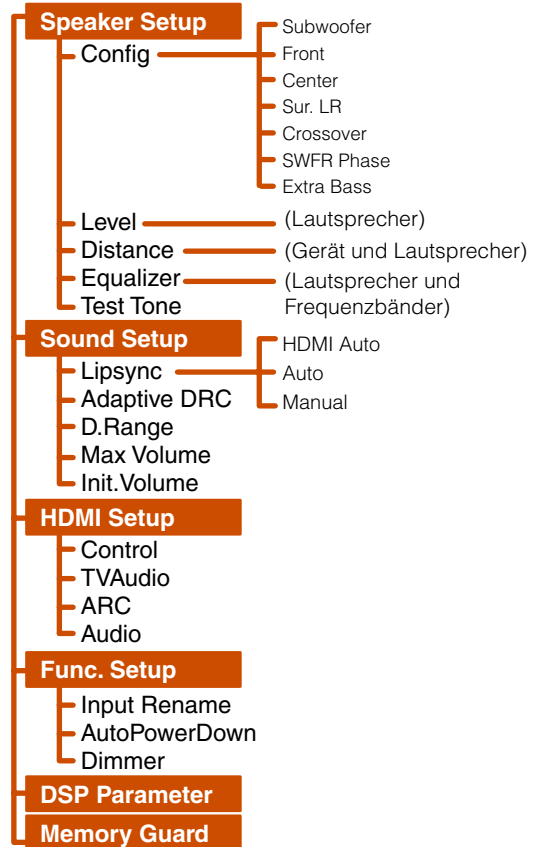 Speaker Setup
Config
Subwoofer
Front
Center
Sur. LR
Crossover
SWFR Phase
Extra Bass
Level
(Lautsprecher)
Distance
(Gerät und Lautsprecher)
Equalizer
(Lautsprecher und
Frequenzbänder)
Test Tone
Sound Setup
Lipsync
HDMI Auto
Auto
Manual
Adaptive DRC
D.Range
Max Volume
Init.Volume
HDMI Setup
Control
TVAudio
ARC
Audio
Func. Setup
Input Rename
AutoPowerDown
Dimmer
DSP Parameter
Memory Guard